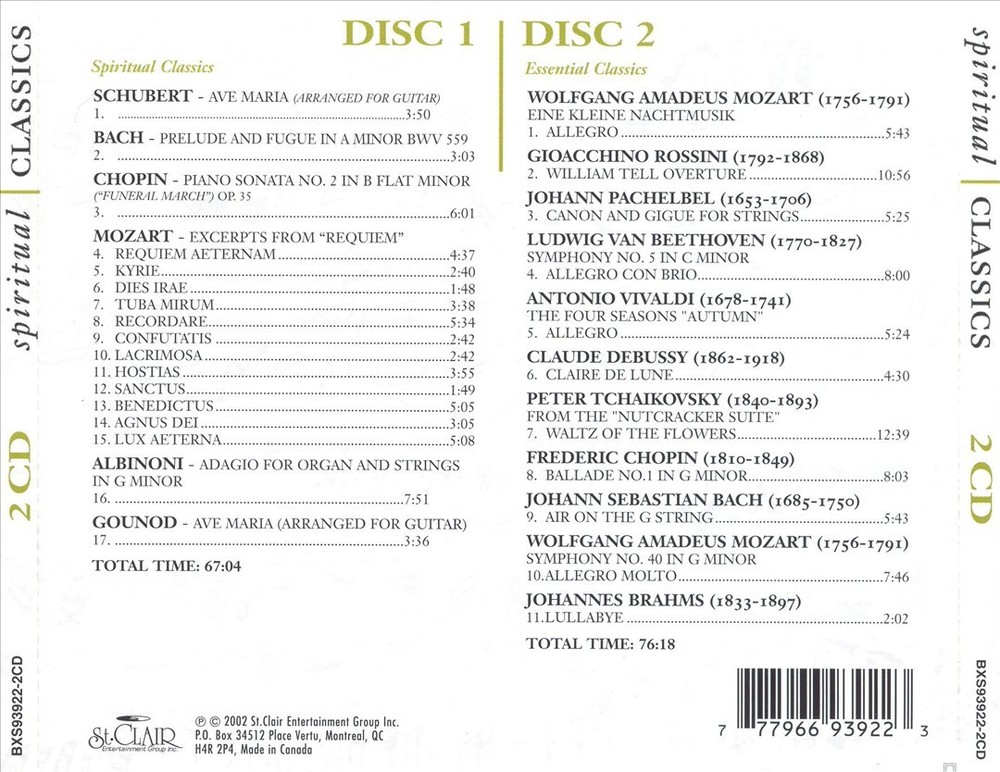 spiritual CLASSICS 2 CD
BXS93922-2CD
DISC 1
Spiritual Classics
SCHUBERT - AVE MARIA (ARRANGED FOR GUITAR)
1. 3:50
BACH - PRELUDE AND FUGUE IN A MINOR BWV 559
2. 3:03
CHOPIN - PIANO SONATA NO. 2 IN B FLAT MINOR
("FUNERAL MARCH") OP. 35
3. 6:01
MOZART - EXCERPTS FROM "REQUIEM"
4. REQUIEM AETERNAM 4:37
5. KYRIE 2:40
6. DIES IRAE 1:48
7. TUBA MIRUM 3:38
8. RECORDARE 5:34
9. CONFUTATIS 2:42
10. LACRIMOSA 2:42
11. HOSTIAS 3:55
12. SANCTUS 1:49
13. BENEDICTUS 5:05
14. AGNUS DEI 3:05
15. LUX AETERNA 5:08
ALBINONI - ADAGIO FOR ORGAN AND STRINGS
IN G MINOR
16. 7:51
GOUNOD - AVE MARIA (ARRANGED FOR GUITAR)
17. 3:36
TOTAL TIME: 67:04
DISC 2
Essential Classics
WOLFGANG AMADEUS MOZART (1756-1791)
EINE KLEINE NACHTMUSIK
1. ALLEGRO 5:43
GIOACCHINO ROSSINI (1792-1868)
2. WILLIAM TELL OVERTURE 10:56
JOHANN PACHELBEL (1653-1706)
3. CANON AND GIGUE FOR STRINGS 5:25
LUDWIG VAN BEETHOVEN (1770-1827)
SYMPHONY NO. 5 IN C MINOR
4. ALLEGRO CON BRIO 8:00
ANTONIO VIVALDI (1678-1741)
THE FOUR SEASONS "AUTUMN"
5. ALLEGRO 5:24
CLAUDE DEBUSSY (1862-1918)
6. CLAIRE DE LUNE 4:30
PETER TCHAIKOVSKY (1840-1893)
FROM THE "NUTCRACKER SUITE"
7. WALTZ OF THE FLOWERS 12:39
FREDERIC CHOPIN (1810-1849)
8. BALLADE NO.1 IN G MINOR 8:03
JOHANN SEBASTIAN BACH (1685-1750)
9. AIR ON THE G STRING 5:43
WOLFGANG AMADEUS MOZART (1756-1791)
SYMPHONY NO. 40 IN G MINOR
10.ALLEGRO MOLTO 7:46
JOHANNES BRAHMS (1833-1897)
11.LULLABYE 2:02
TOTAL TIME: 76:18
St.CLAIR
Entertainment Group Inc.
℗ © 2002 St.Clair Entertainment Group Inc.
P.O. Box 34512 Place Vertu, Montreal, QC
H4R 2P4, Made in Canada
7 77966 93922 3
spiritual CLASSICS 2 CD
BXS93922-2CD